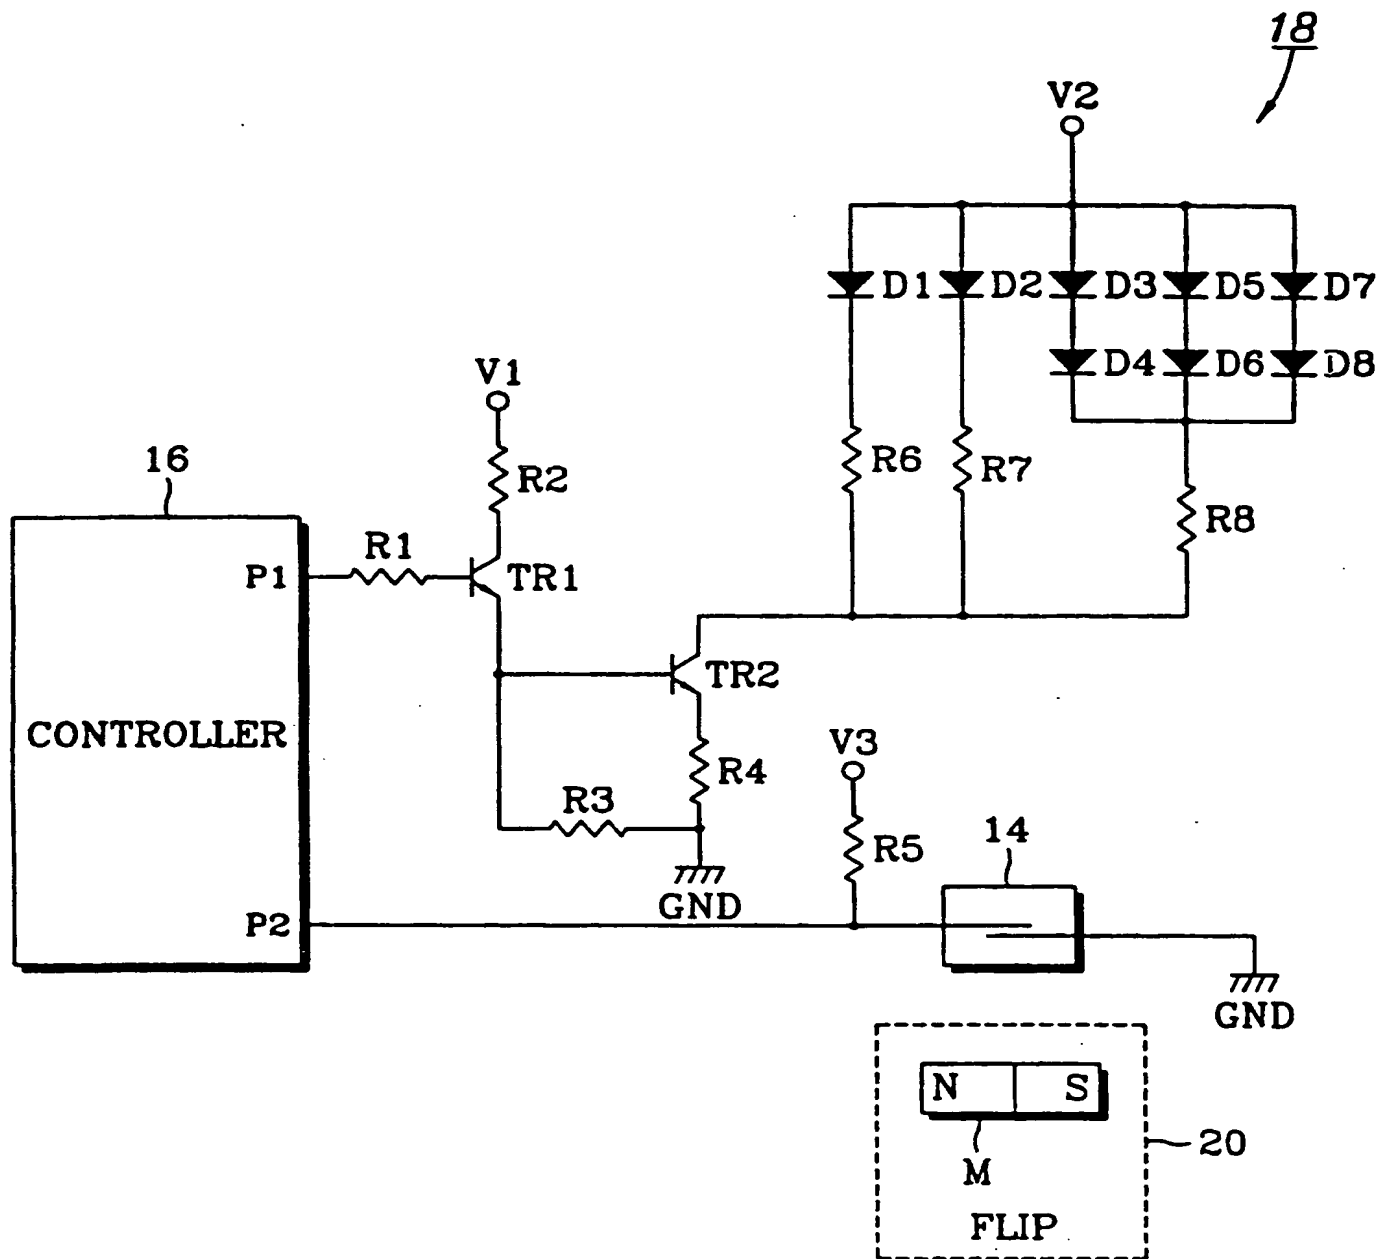 18
V2
D1
D2
D3
D5
D7
D4
D6
D8
V1
16
R2
R6
R7
R8
R1
P1
TR1
TR2
CONTROLLER
V3
R4
R3
14
R5
GND
P2
GND
N S
20
M
FLIP